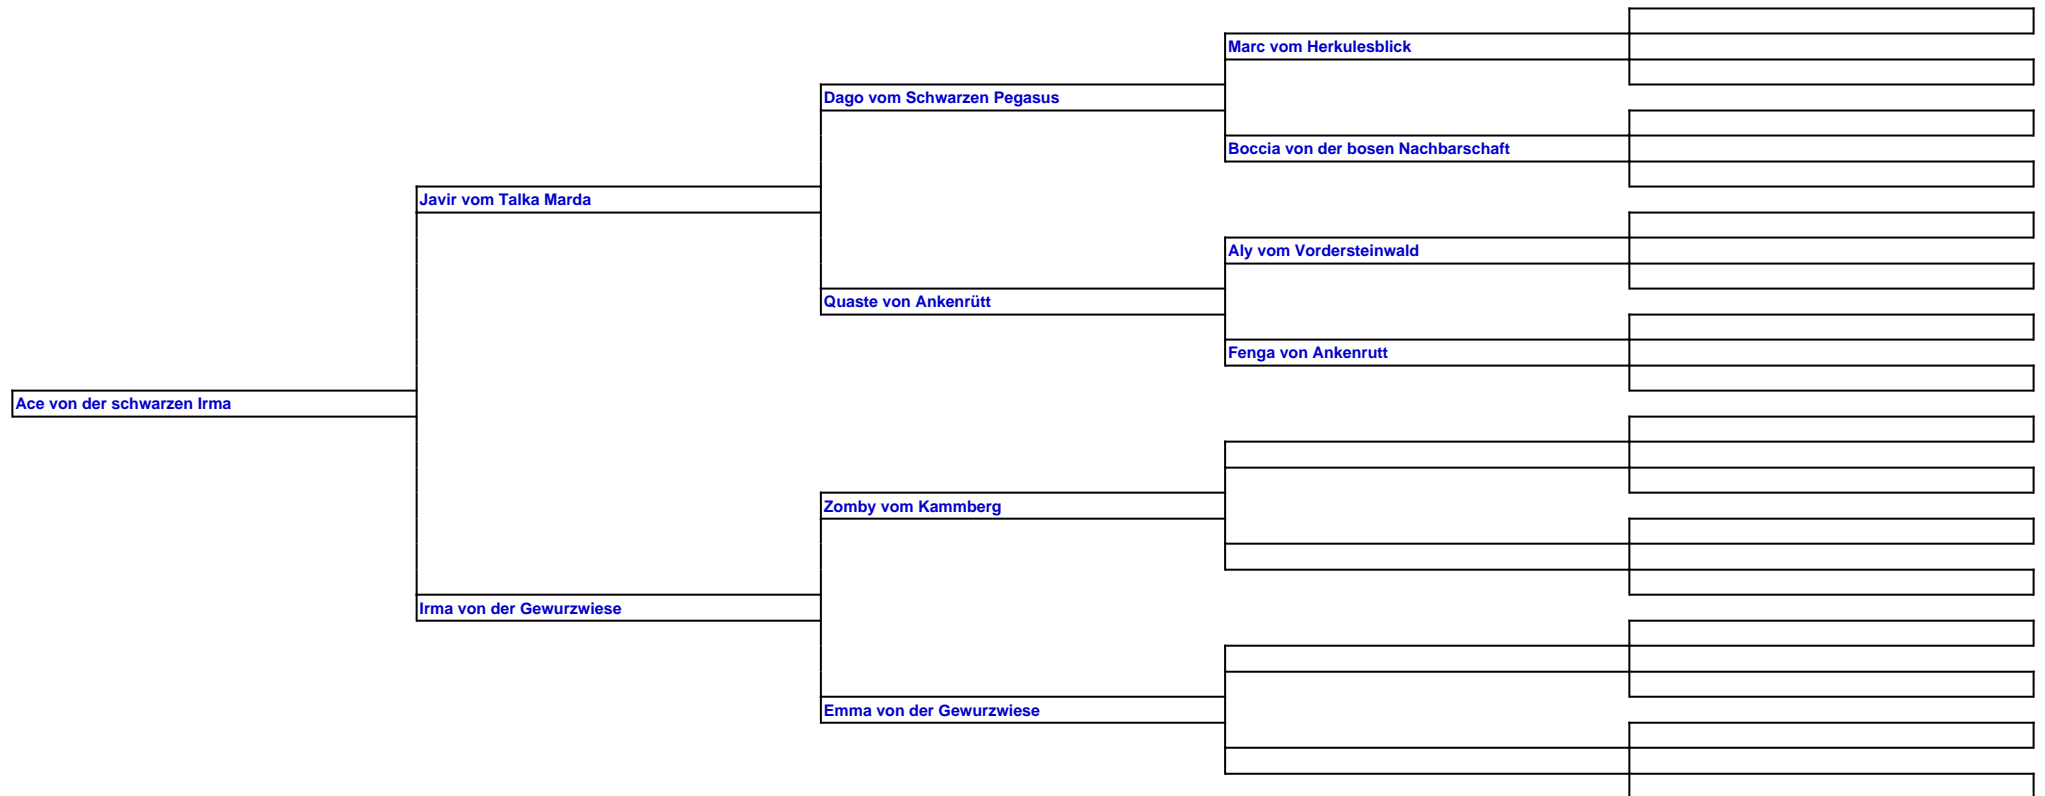 Marc vom Herkulesblick
Dago vom Schwarzen Pegasus
Boccia von der bosen Nachbarschaft
Javir vom Talka Marda
Aly vom Vordersteinwald
Quaste von Ankenrütt
Fenga von Ankenrutt
Ace von der schwarzen Irma
Zomby vom Kammberg
Irma von der Gewurzwiese
Emma von der Gewurzwiese